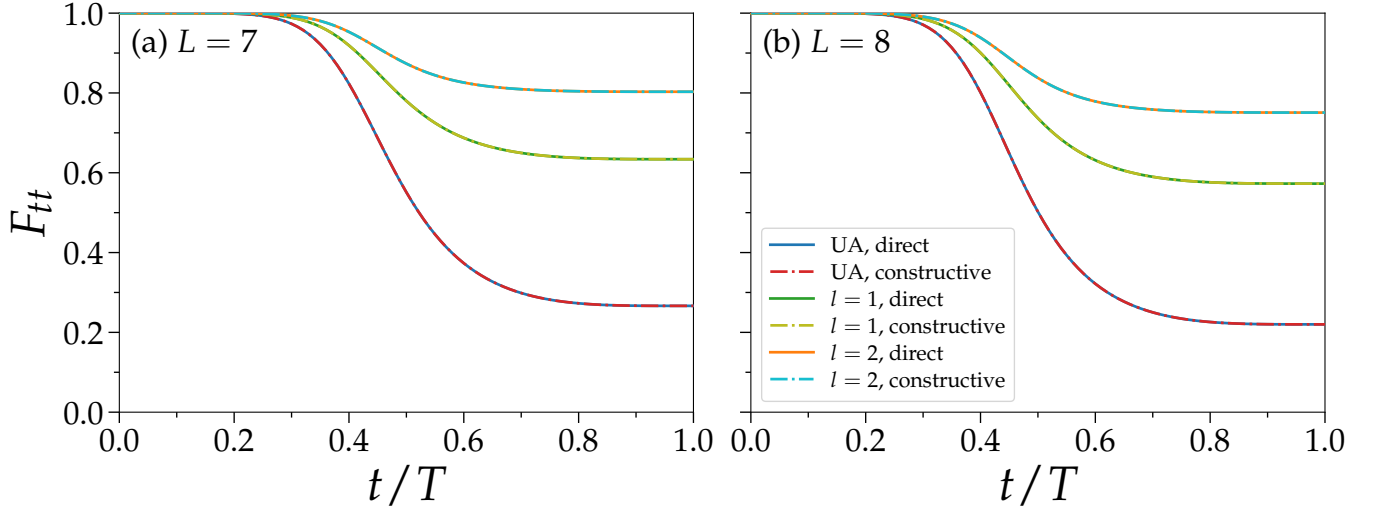 (a) L = 7
(b) L = 8
1.0
0.8
0.6
0.4
0.2
0.0
F_{tt}
UA, direct
UA, constructive
l = 1, direct
l = 1, constructive
l = 2, direct
l = 2, constructive
0.0 0.2 0.4 0.6 0.8 1.0
0.0 0.2 0.4 0.6 0.8 1.0
t/T
t/T